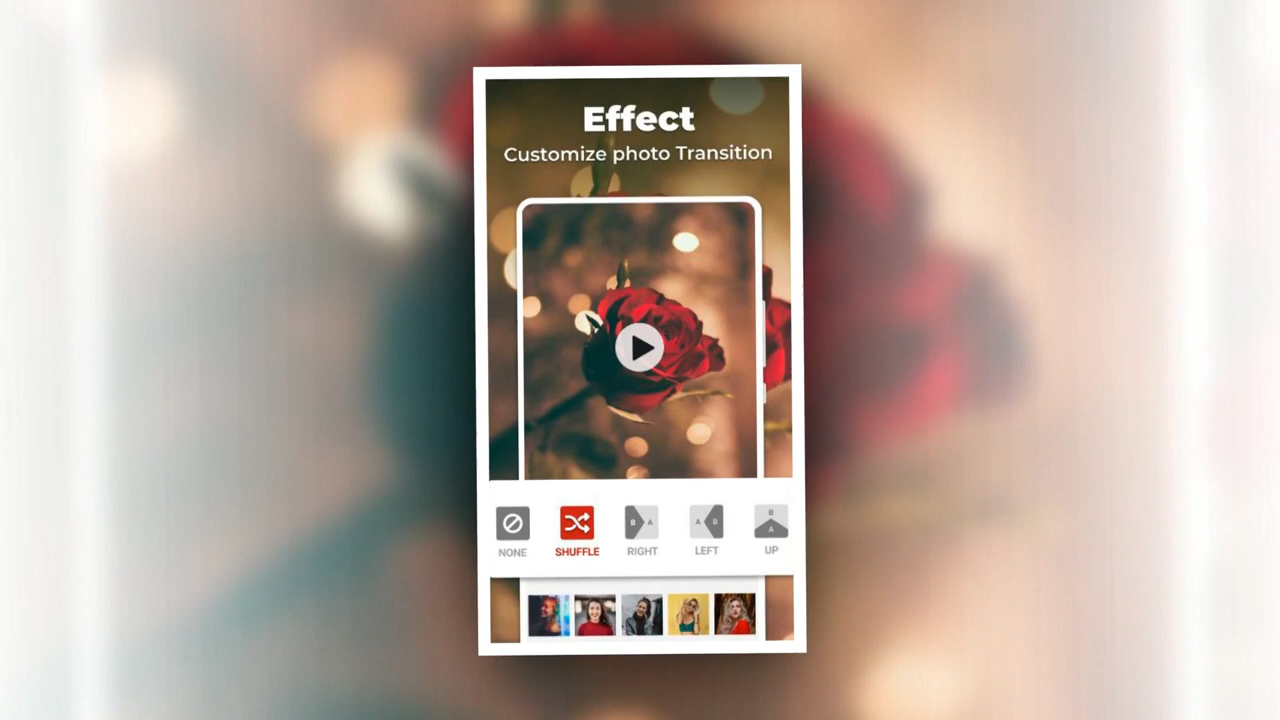 Effect
Customize photo Transition
B A
A B
B
A
NONE SHUFFLE RIGHT LEFT UP